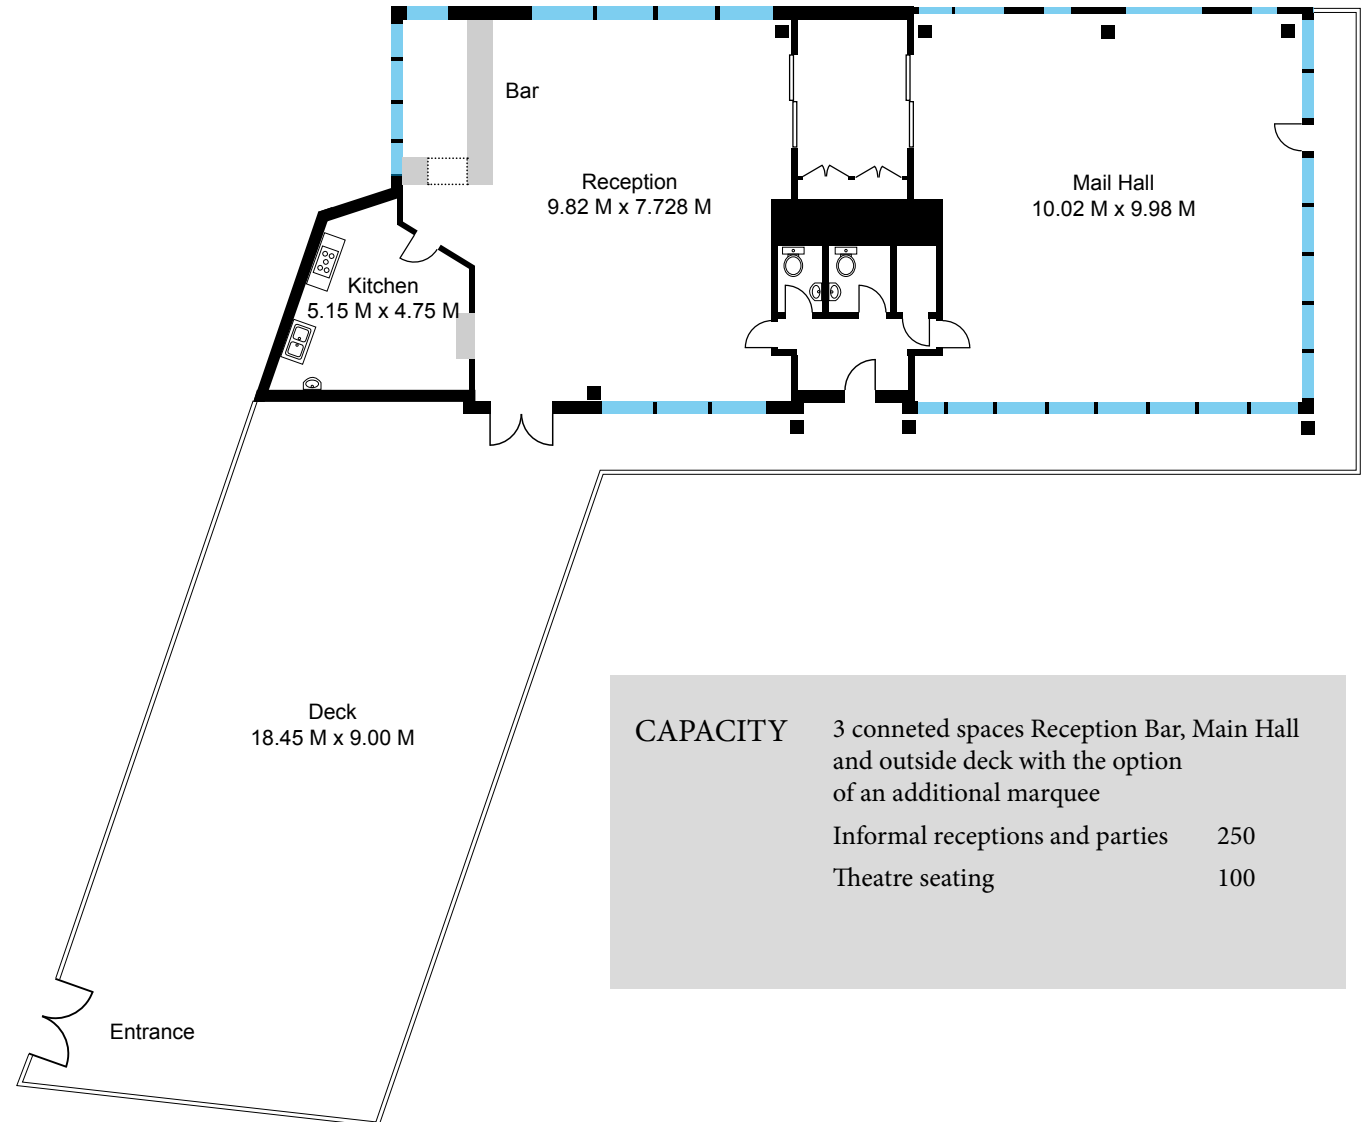 Bar
Reception
9.82 M x 7.728 M
Mail Hall
10.02 M x 9.98 M
Kitchen
5.15 M x 4.75 M
Deck
18.45 M x 9.00 M
Entrance
CAPACITY
3 conneted spaces Reception Bar, Main Hall
and outside deck with the option
of an additional marquee
Informal receptions and parties 250
Theatre seating 100